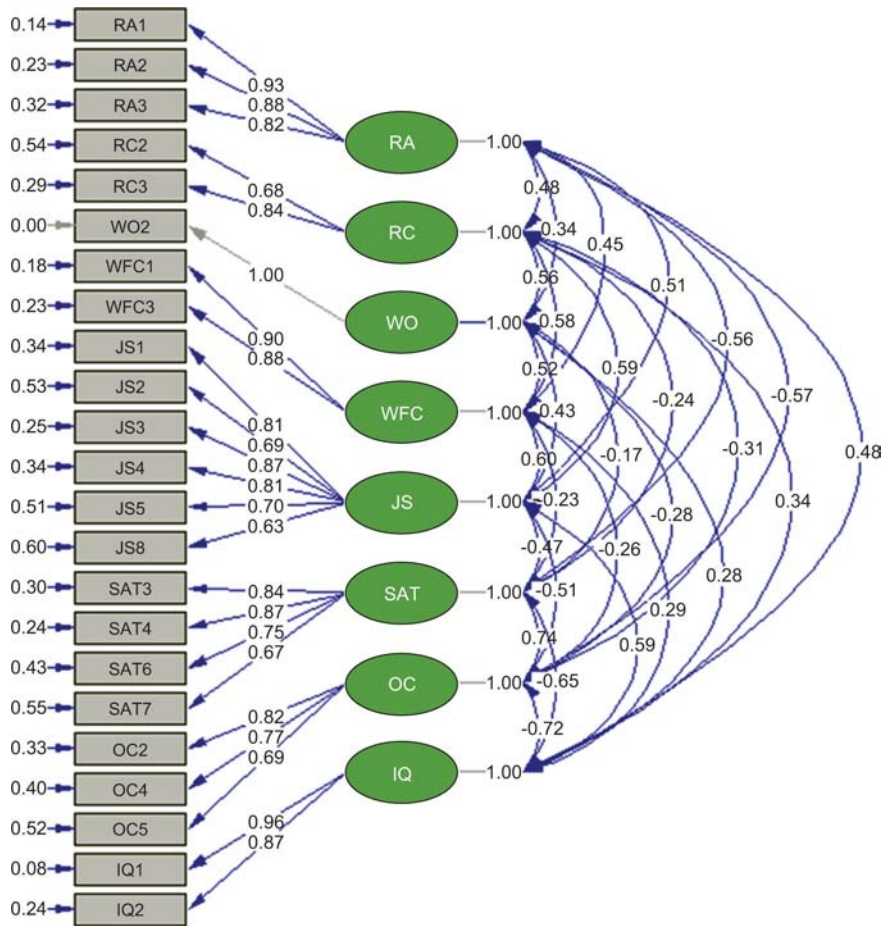 0.14 RA1
0.23 RA2
0.93
0.32 RA3
0.88
0.82
0.54 RC2
RA 1.00
0.29 RC3
0.68
0.48
0.84
0.00 WO2
RC 1.00
0.34
0.45
0.18 WFC1
1.00
0.56
0.51
0.23 WFC3
WO 1.00
0.58
-0.56
0.90
0.34 JS1
0.88
0.52
0.59
0.53 JS2
-0.24
-0.57
WFC 1.00
0.43
0.25 JS3
0.81
0.69
-0.31
0.48
0.34 JS4
0.87
0.60
-0.17
0.81
0.51 JS5
0.70
JS 1.00
-0.23
0.34
0.63
-0.28
0.60 JS8
-0.47
-0.26
0.30 SAT3
0.84
SAT 1.00
-0.51
0.28
0.24 SAT4
0.87
0.29
0.75
0.74
0.59
0.43 SAT6
0.67
OC 1.00
-0.65
0.55 SAT7
0.82
0.33 OC2
0.77
-0.72
0.69
IQ 1.00
0.40 OC4
0.52 OC5
0.96
0.87
0.08 IQ1
0.24 IQ2